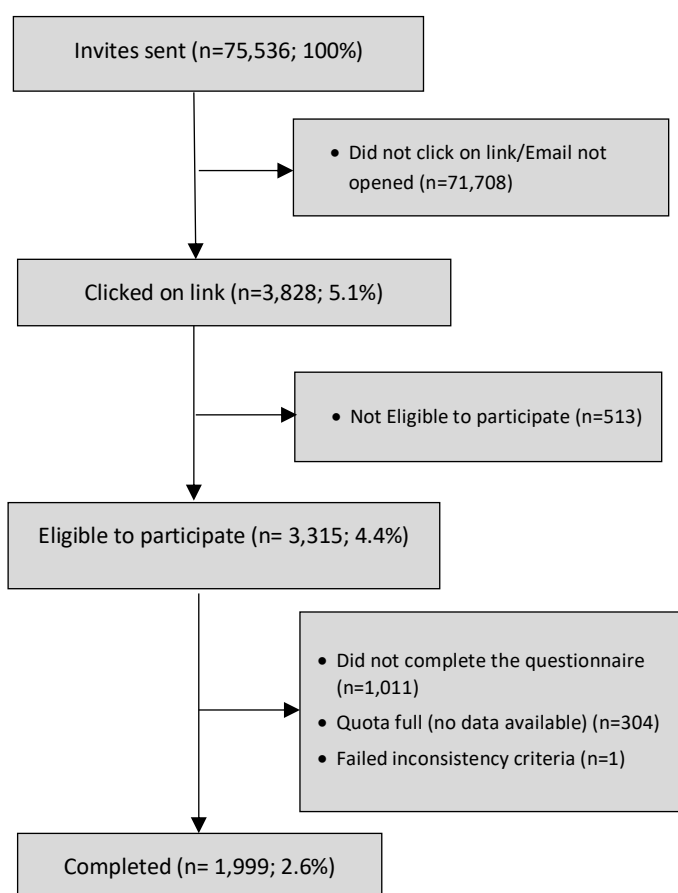 Invites sent (n=75,536; 100%)
• Did not click on link/Email not
opened (n=71,708)
Clicked on link (n=3,828; 5.1%)
• Not Eligible to participate (n=513)
Eligible to participate (n= 3,315; 4.4%)
• Did not complete the questionnaire
(n=1,011)
• Quota full (no data available) (n=304)
• Failed inconsistency criteria (n=1)
Completed (n= 1,999; 2.6%)